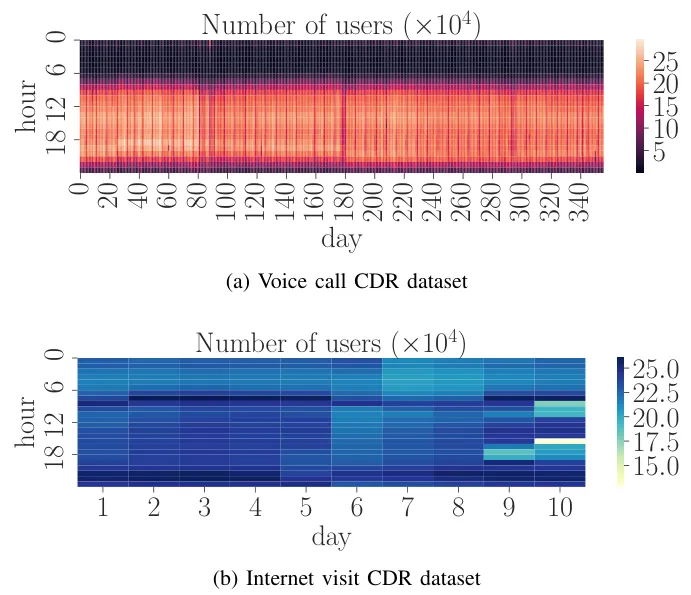 Number of users (×10⁴)
hour
0
6
12
18
25
20
15
10
5
0 20 40 60 80 100 120 140 160 180 200 220 240 260 280 300 320 340
day
(a) Voice call CDR dataset
Number of users (×10⁴)
hour
0
6
12
18
25.0
22.5
20.0
17.5
15.0
1 2 3 4 5 6 7 8 9 10
day
(b) Internet visit CDR dataset